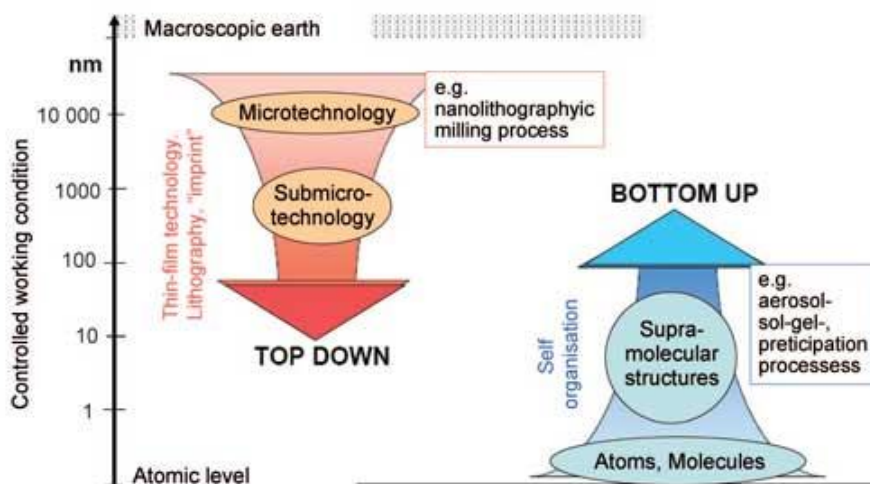 Macroscopic earth
nm
10 000
1000
100
10
1
Controlled working condition
Atomic level
Microtechnology
Submicro-
technology
Thin-film technology.
Lithography, "imprint"
TOP DOWN
e.g.
nanolithographyic
milling process
BOTTOM UP
Self
organisation
Supra-
molecular
structures
Atoms, Molecules
e.g.
aerosol-
sol-gel-,
preticipation
processess